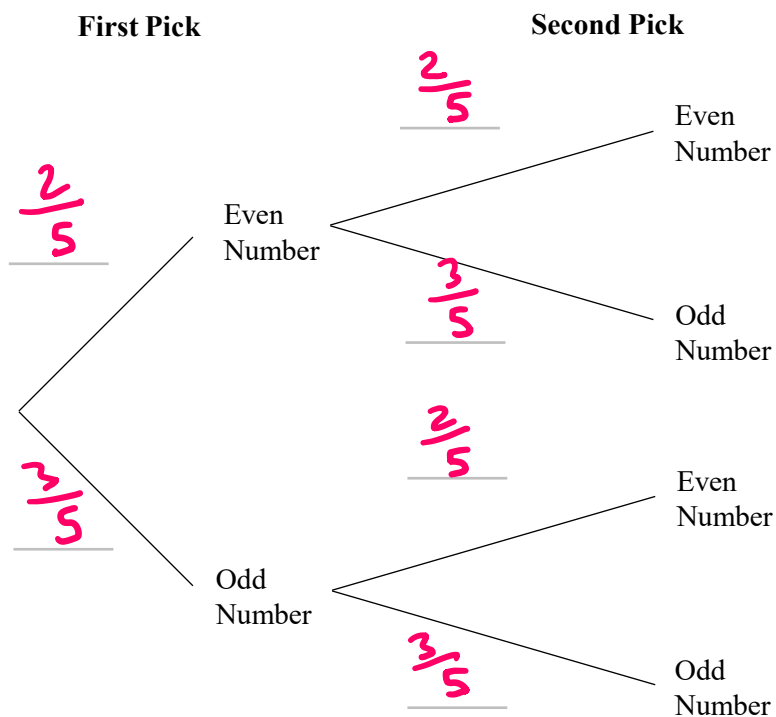 First Pick
Second Pick
2/5
Even
Number
2/5
Even
Number
3/5
Odd
Number
3/5
Odd
Number
2/5
Even
Number
3/5
Odd
Number